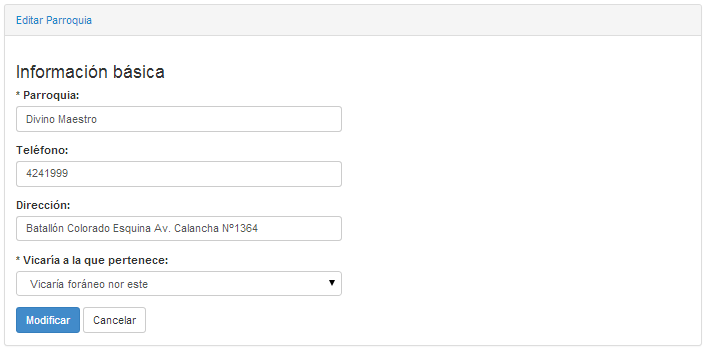 Editar Parroquia
Información básica
* Parroquia:
Divino Maestro
Teléfono:
4241999
Dirección:
Batallón Colorado Esquina Av. Calancha Nº1364
* Vicaría a la que pertenece:
Vicaría foráneo nor este
Modificar Cancelar